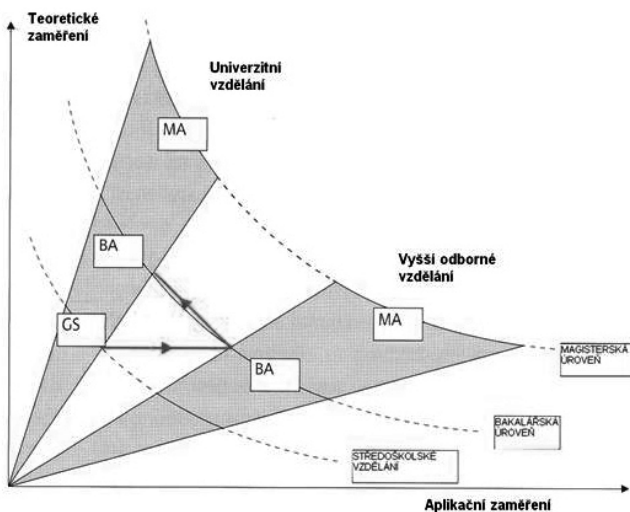 Teoretické
zaměření
Univerzitní
vzdělání
MA
BA
Vyšší odborné
vzdělání
GS
MA
MAGISTERSKÁ
ÚROVEŇ
BA
BAKALÁŘSKÁ
ÚROVEŇ
STŘEDOŠKOLSKÉ
VZDĚLÁNÍ
Aplikační zaměření